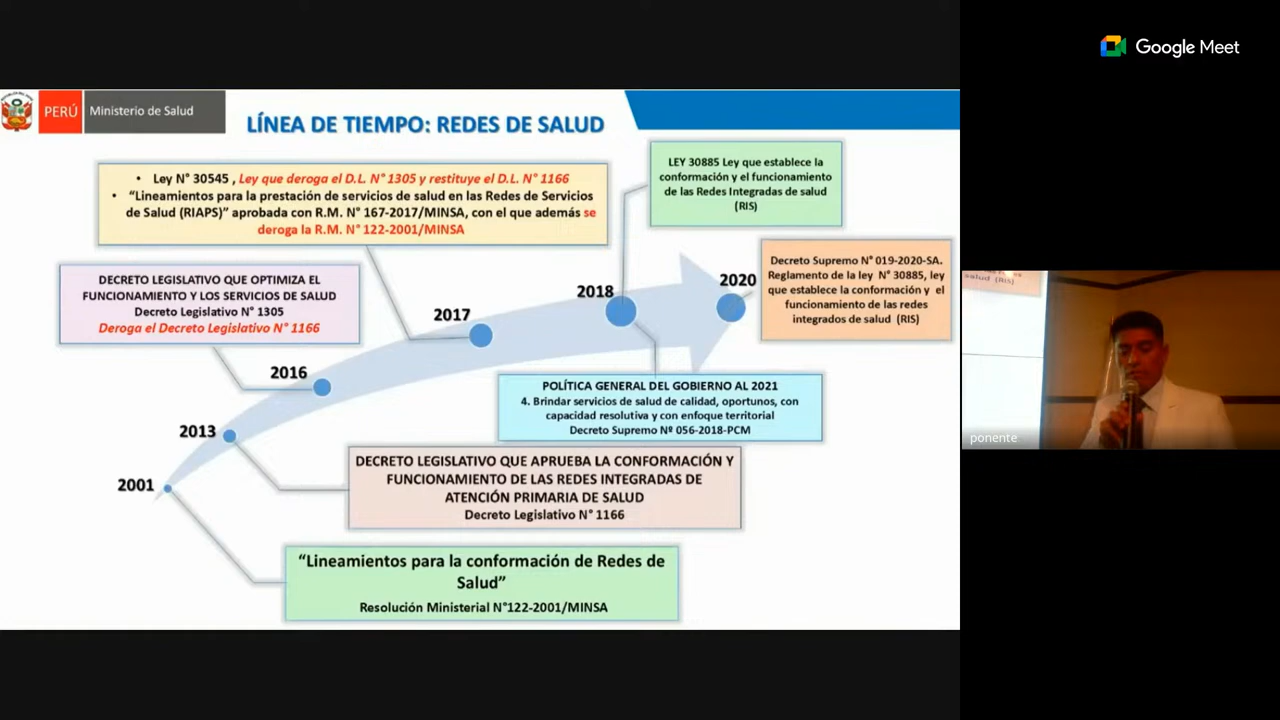 Google Meet
PERÚ
Ministerio de Salud
LÍNEA DE TIEMPO: REDES DE SALUD
• Ley N° 30545 , Ley que deroga el D.L. N° 1305 y restituye el D.L. N° 1166
• “Lineamientos para la prestación de servicios de salud en las Redes de Servicios
de Salud (RIAPS)” aprobada con R.M. N° 167-2017/MINSA, con el que además se
deroga la R.M. N° 122-2001/MINSA
LEY 30885 Ley que establece la
conformación y el funcionamiento
de las Redes Integradas de salud
(RIS)
DECRETO LEGISLATIVO QUE OPTIMIZA EL
FUNCIONAMIENTO Y LOS SERVICIOS DE SALUD
Decreto Legislativo N° 1305
Deroga el Decreto Legislativo N° 1166
Decreto Supremo N° 019-2020-SA.
Reglamento de la ley N° 30885, ley
que establece la conformación y el
funcionamiento de las redes
integrados de salud (RIS)
2020
2018
2017
2016
2013
2001
POLÍTICA GENERAL DEL GOBIERNO AL 2021
4. Brindar servicios de salud de calidad, oportunos, con
capacidad resolutiva y con enfoque territorial
Decreto Supremo Nº 056-2018-PCM
DECRETO LEGISLATIVO QUE APRUEBA LA CONFORMACIÓN Y
FUNCIONAMIENTO DE LAS REDES INTEGRADAS DE
ATENCIÓN PRIMARIA DE SALUD
Decreto Legislativo N° 1166
“Lineamientos para la conformación de Redes de
Salud”
Resolución Ministerial N°122-2001/MINSA
salud (RIS)
ponente